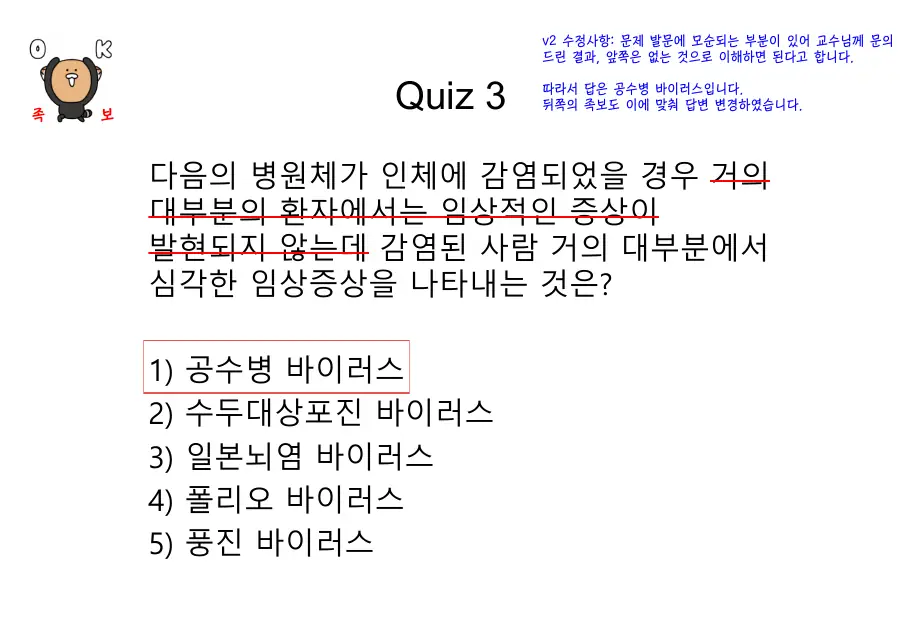 O K
족 보
v2 수정사항: 문제 발문에 모순되는 부분이 있어 교수님께 문의
드린 결과, 앞쪽은 없는 것으로 이해하면 된다고 합니다.
따라서 답은 공수병 바이러스입니다.
뒤쪽의 족보도 이에 맞춰 답변 변경하였습니다.
Quiz 3
다음의 병원체가 인체에 감염되었을 경우 거의
대부분의 환자에서는 임상적인 증상이
발현되지 않는데 감염된 사람 거의 대부분에서
심각한 임상증상을 나타내는 것은?
1) 공수병 바이러스
2) 수두대상포진 바이러스
3) 일본뇌염 바이러스
4) 폴리오 바이러스
5) 풍진 바이러스